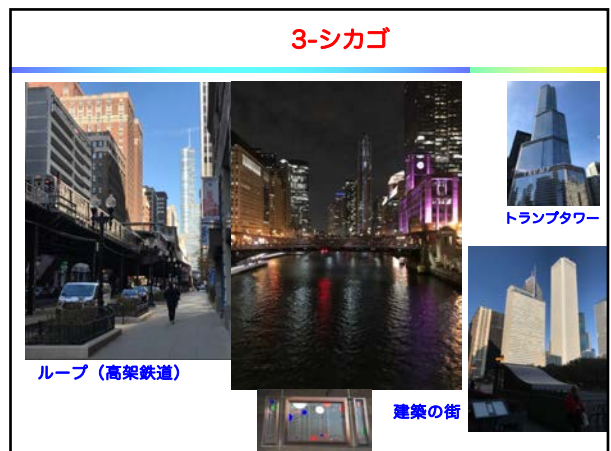 3-シカゴ
トランプタワー
ループ（高架鉄道）
建築の街